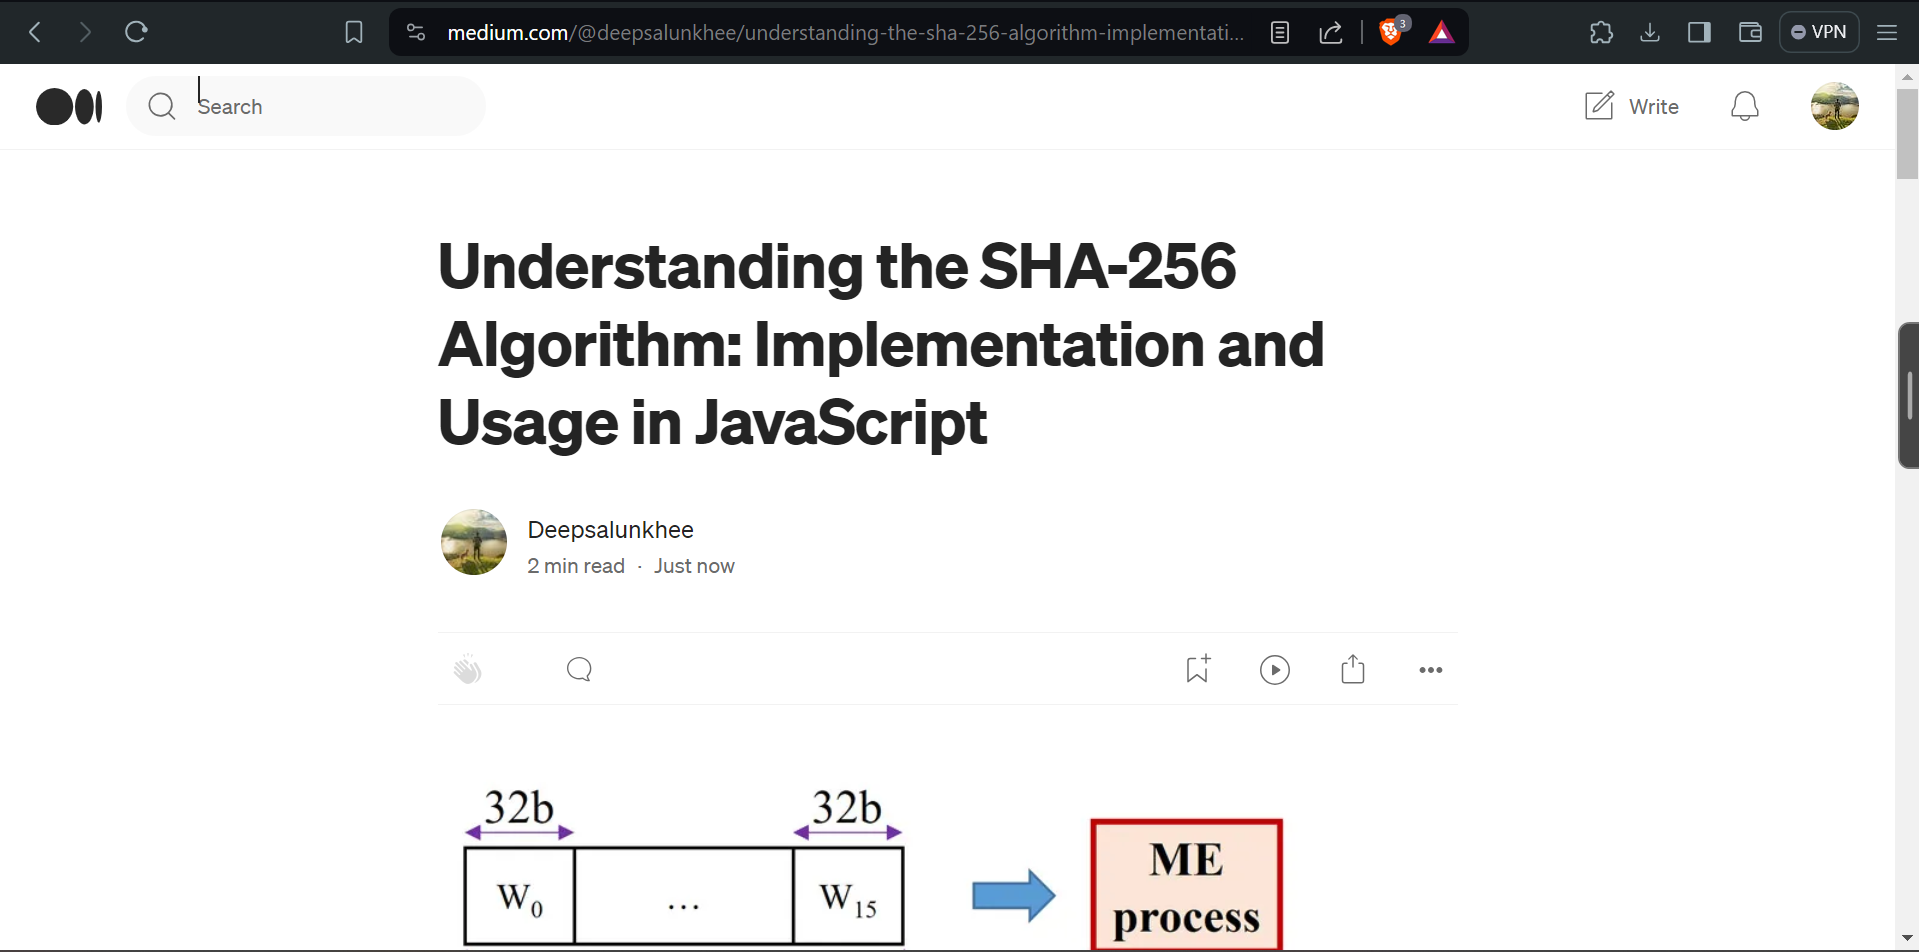 medium.com/@deepsalunkhee/understanding-the-sha-256-algorithm-implementati...
3
VPN
Search
Write
Understanding the SHA-256
Algorithm: Implementation and
Usage in JavaScript
Deepsalunkhee
2 min read · Just now
32b 32b
W0 ... W15
ME
process